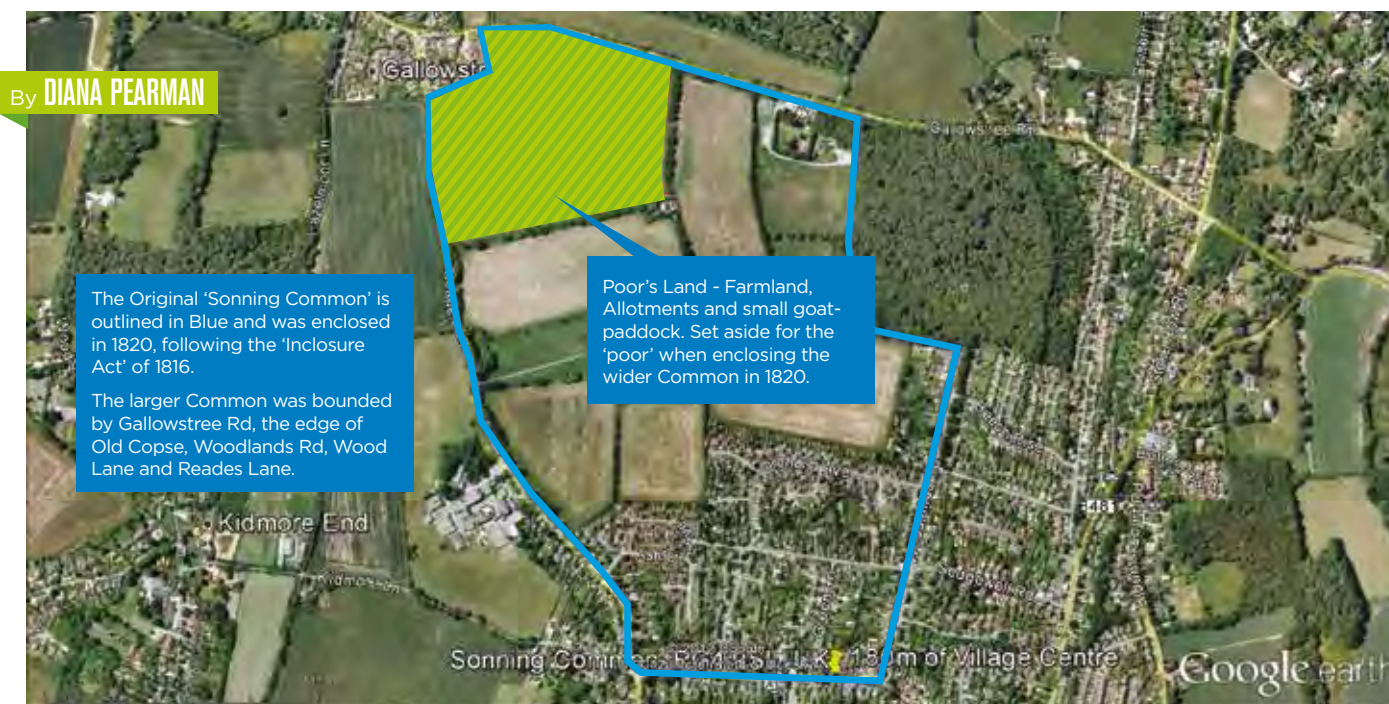 By DIANA PEARMAN
Gallowstr
Gallowstree Rd
The Original ‘Sonning Common’ is
outlined in Blue and was enclosed
in 1820, following the ‘Inclosure
Act’ of 1816.
The larger Common was bounded
by Gallowstree Rd, the edge of
Old Copse, Woodlands Rd, Wood
Lane and Reades Lane.
Poor’s Land - Farmland,
Allotments and small goat-
paddock. Set aside for the
‘poor’ when enclosing the
wider Common in 1820.
Kidmore End
Sonning Common
of Village Centre
Google earth